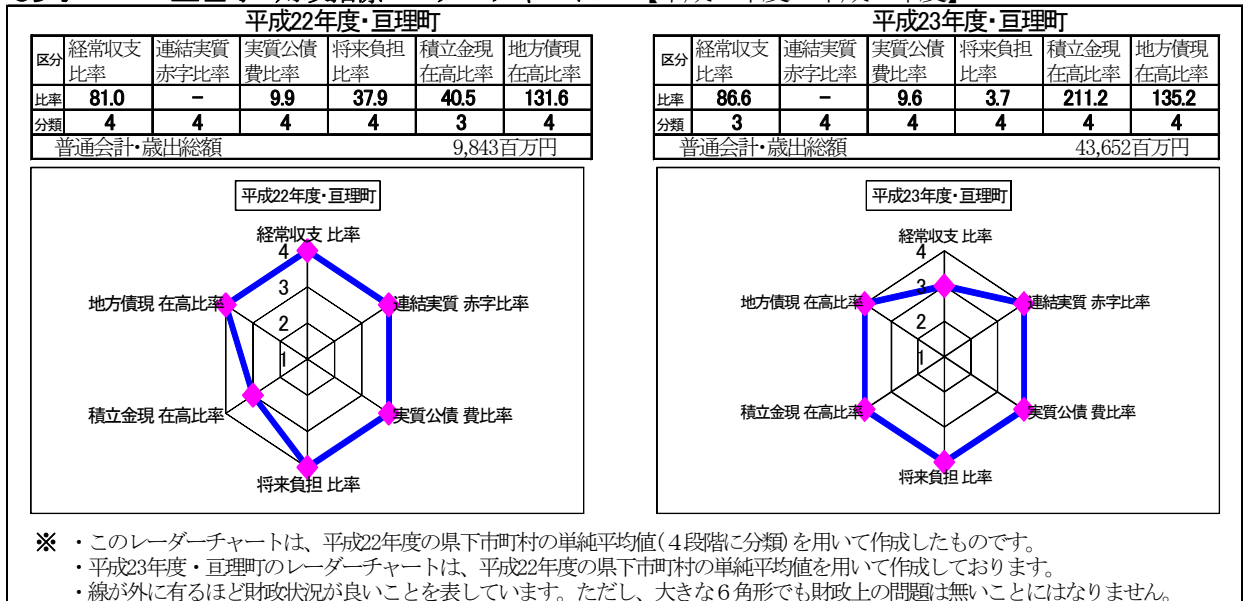 平成22年度・亘理町
区分 経常収支比率 連結実質赤字比率 実質公債費比率 将来負担比率 積立金現在高比率 地方債現在高比率
比率 81.0 － 9.9 37.9 40.5 131.6
分類 4 4 4 4 3 4
普通会計・歳出総額 9,843百万円
平成23年度・亘理町
区分 経常収支比率 連結実質赤字比率 実質公債費比率 将来負担比率 積立金現在高比率 地方債現在高比率
比率 86.6 － 9.6 3.7 211.2 135.2
分類 3 4 4 4 4 4
普通会計・歳出総額 43,652百万円
平成22年度・亘理町
経常収支 比率
4
地方債現 在高比率
3
連結実質 赤字比率
2
1
積立金現 在高比率
実質公債 費比率
将来負担 比率
平成23年度・亘理町
経常収支 比率
4
地方債現 在高比率
3
連結実質 赤字比率
2
1
積立金現 在高比率
実質公債 費比率
将来負担 比率
※ ・このレーダーチャートは、平成22年度の県下市町村の単純平均値(４段階に分類)を用いて作成したものです。
・平成23年度・亘理町のレーダーチャートは、平成22年度の県下市町村の単純平均値を用いて作成しております。
・線が外に有るほど財政状況が良いことを表しています。ただし、大きな６角形でも財政上の問題は無いことにはなりません。